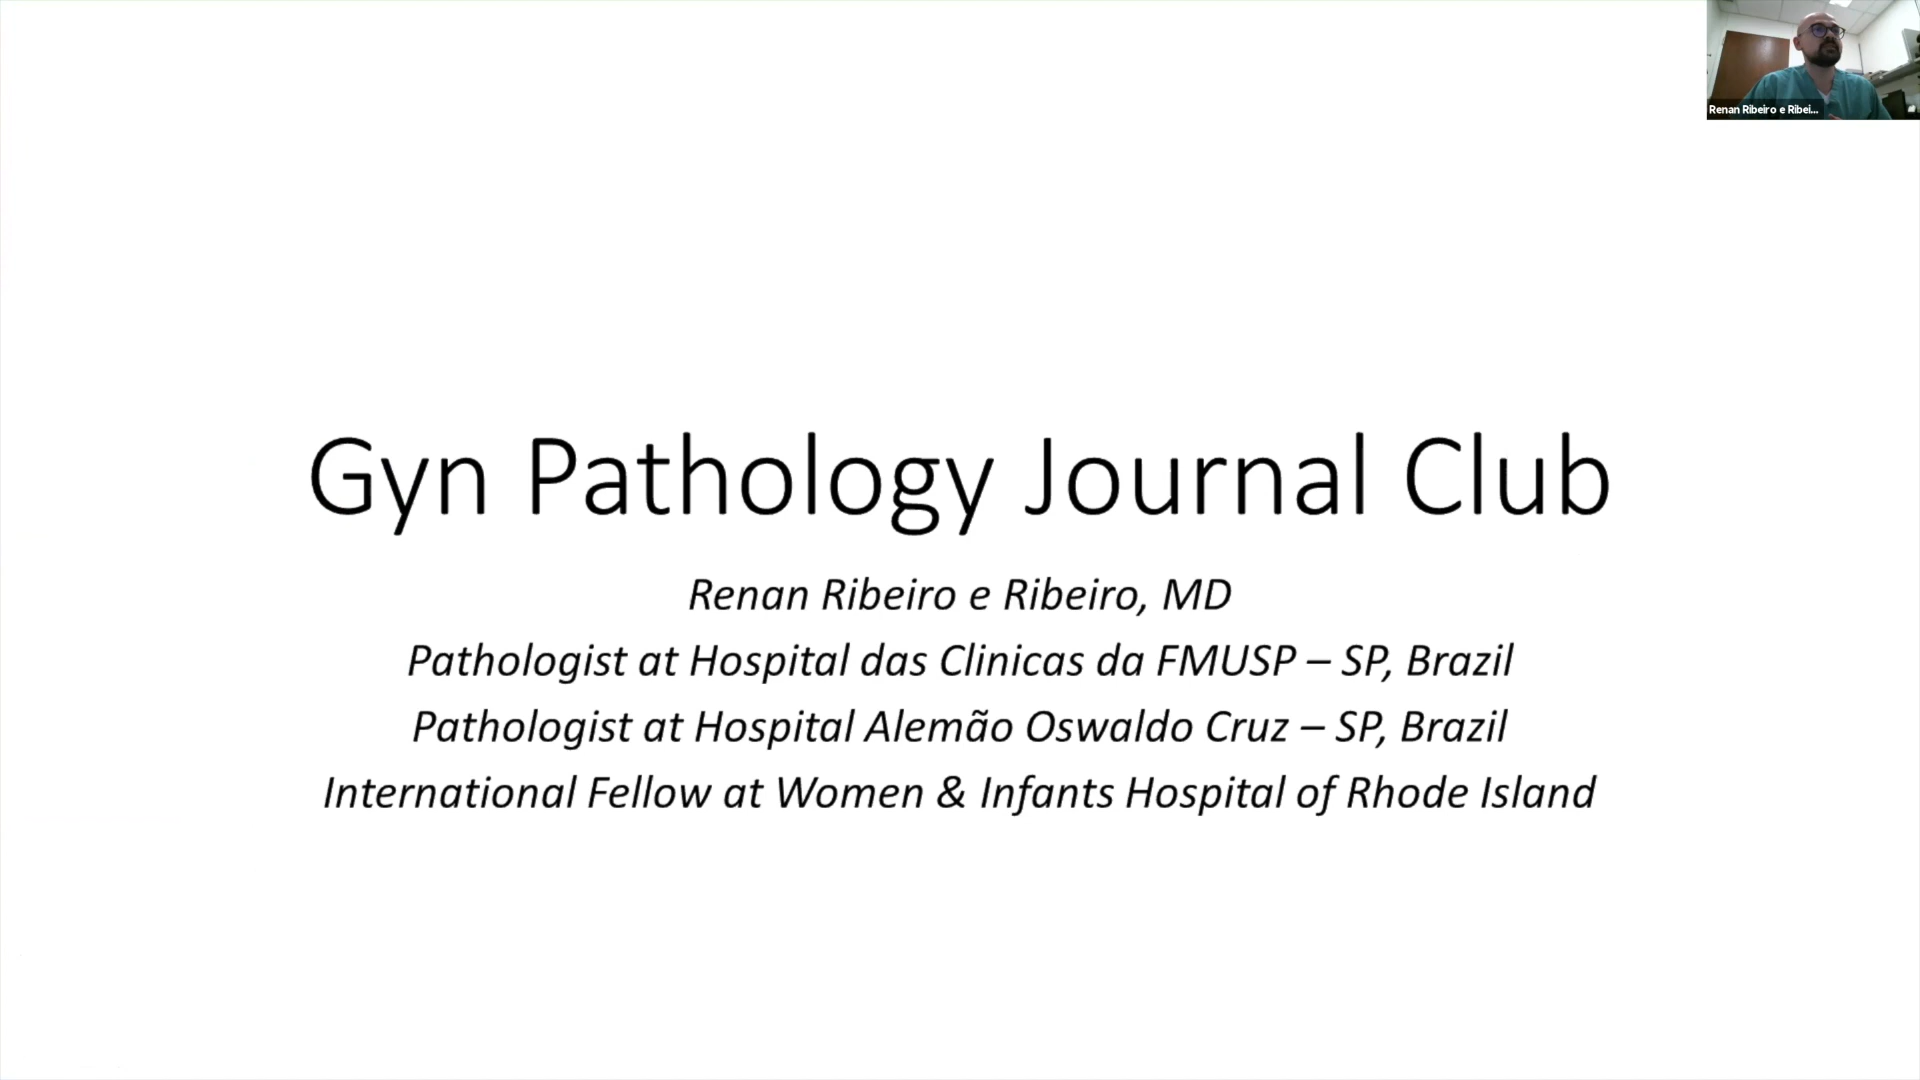 Renan Ribeiro e Ribei...
Gyn Pathology Journal Club
Renan Ribeiro e Ribeiro, MD
Pathologist at Hospital das Clinicas da FMUSP – SP, Brazil
Pathologist at Hospital Alemão Oswaldo Cruz – SP, Brazil
International Fellow at Women & Infants Hospital of Rhode Island